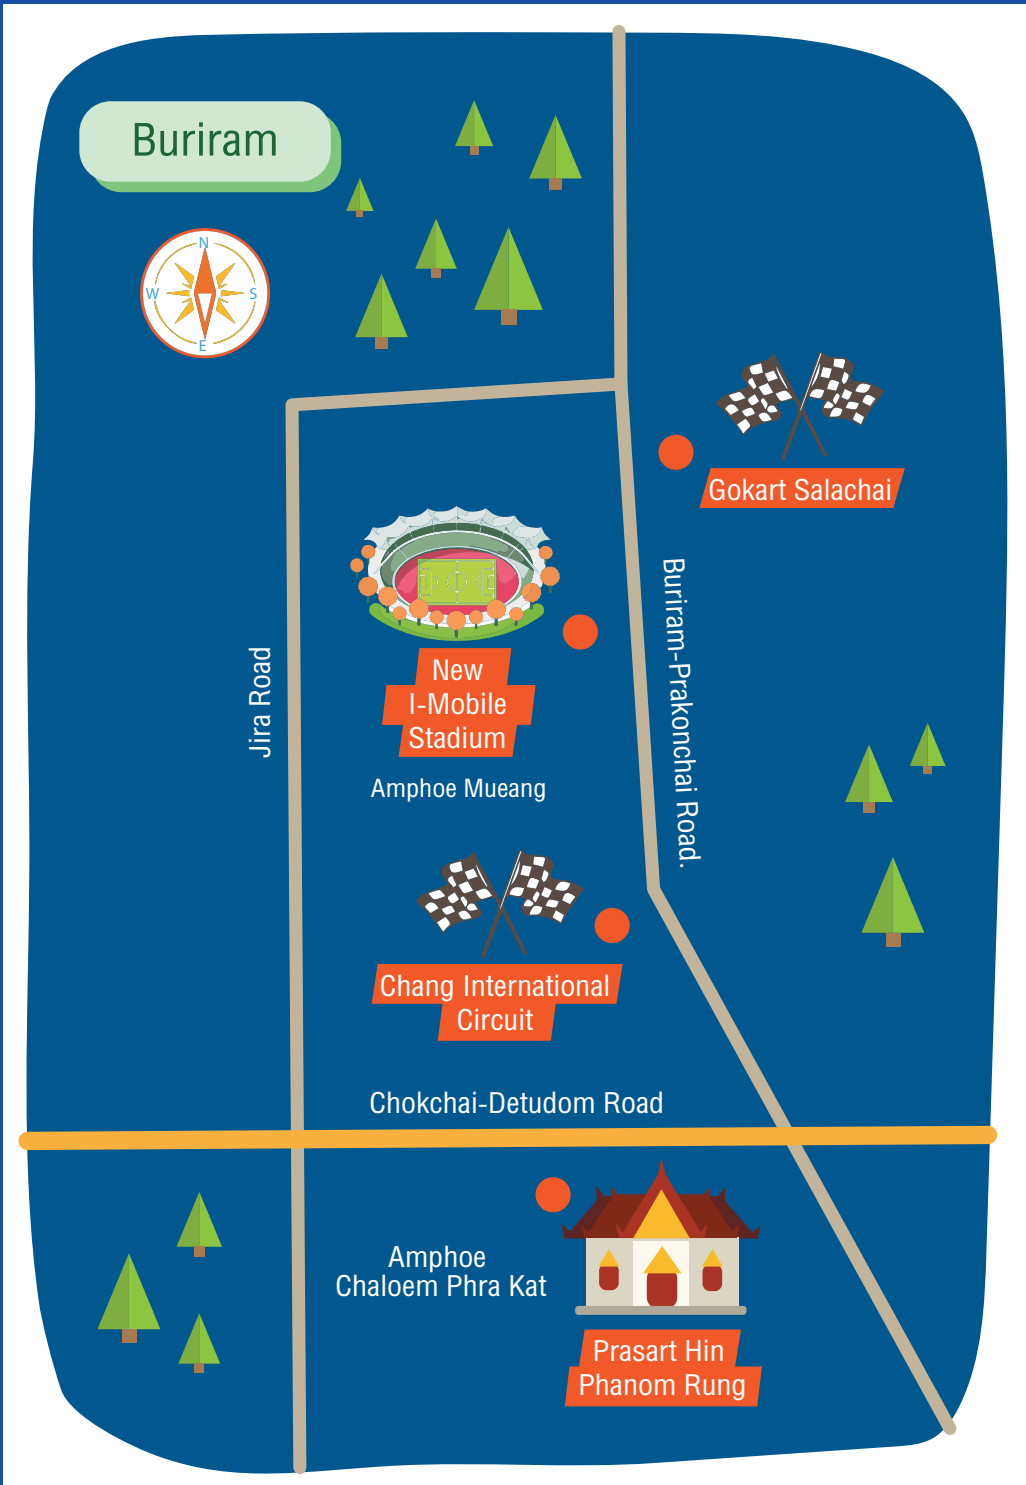 Buriram
N
W
S
E
Gokart Salachai
New
I-Mobile
Stadium
Buriram-Prakonchai Road.
Jira Road
Amphoe Mueang
Chang International
Circuit
Chokchai-Detudom Road
Amphoe
Chaloem Phra Kat
Prasart Hin
Phanom Rung